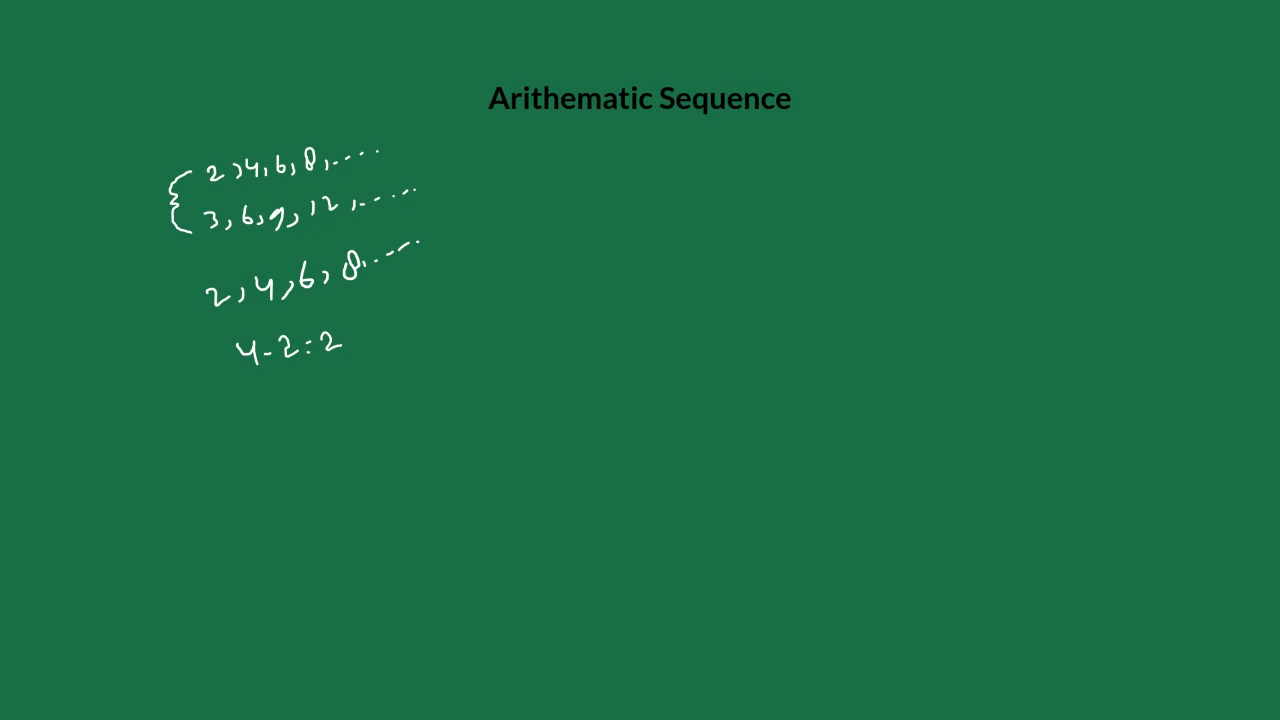 Arithematic Sequence
2,4,6,8,.....
3,6,9,12,.....
2,4,6,8,.....
4-2=2